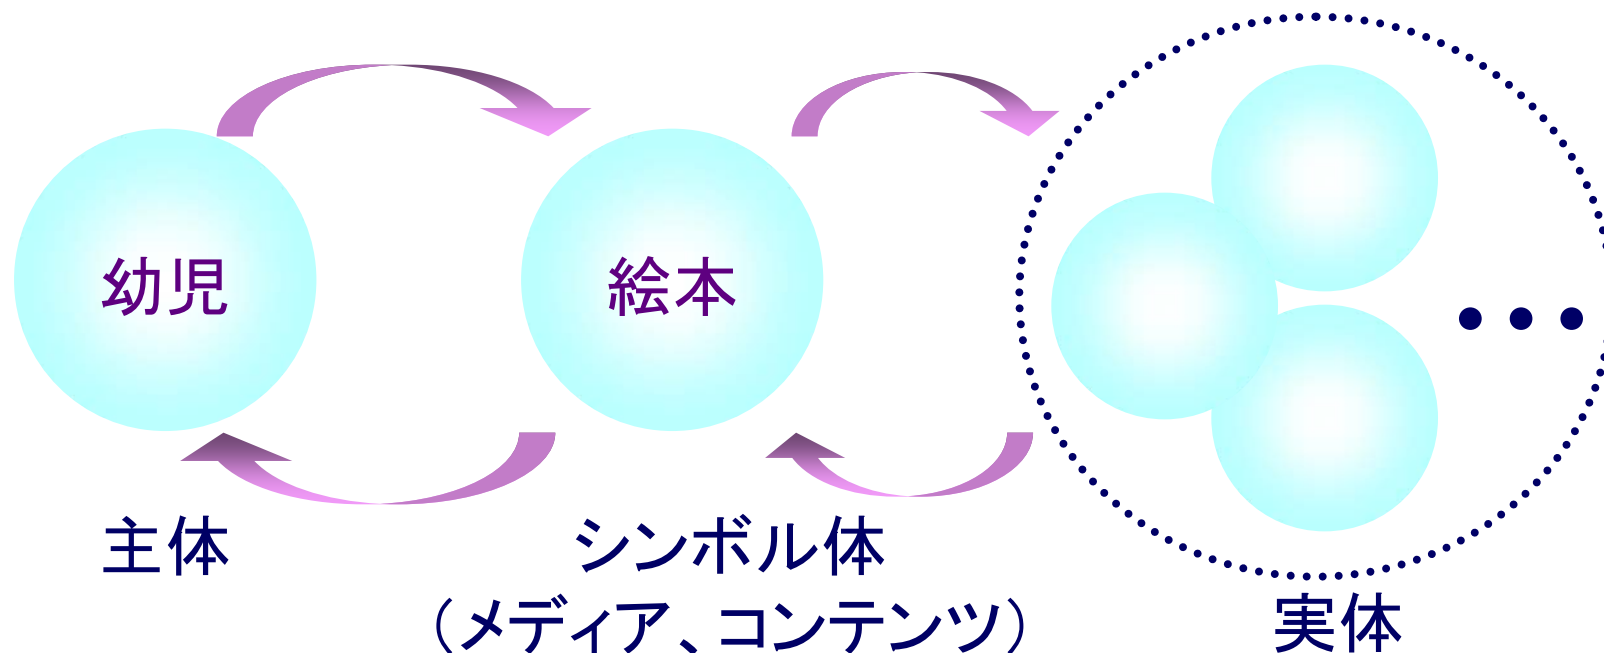 幼児
絵本
・・・
主体
シンボル体
（メディア、コンテンツ）
実体